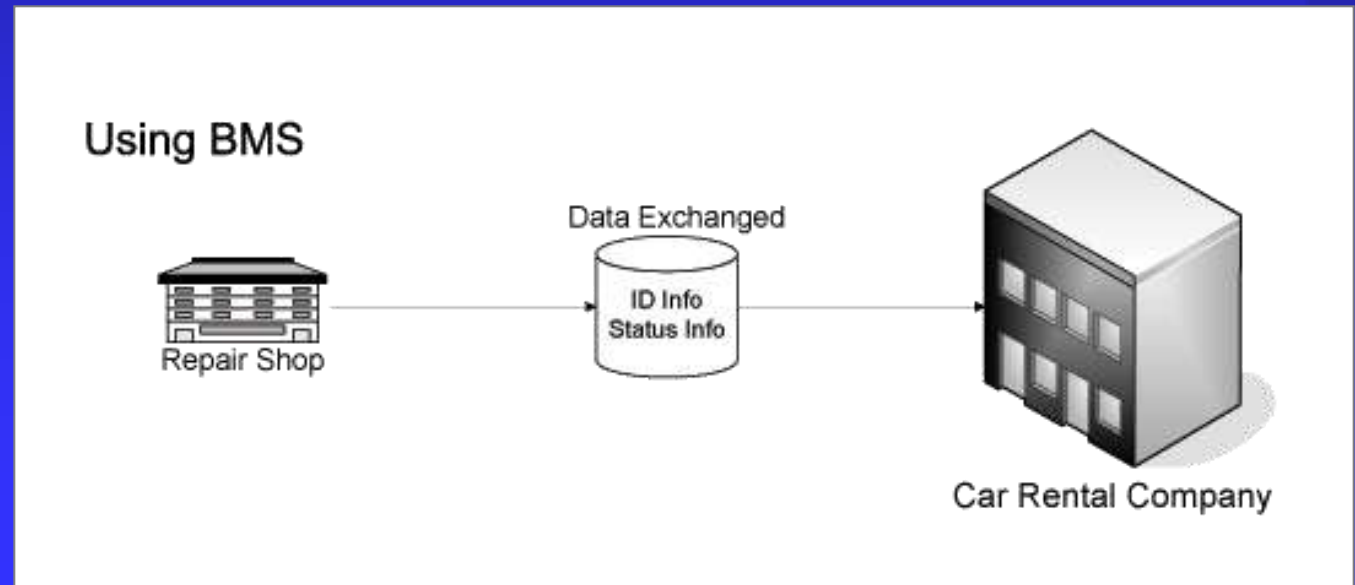 Using BMS
Data Exchanged
ID Info
Status Info
Repair Shop
Car Rental Company